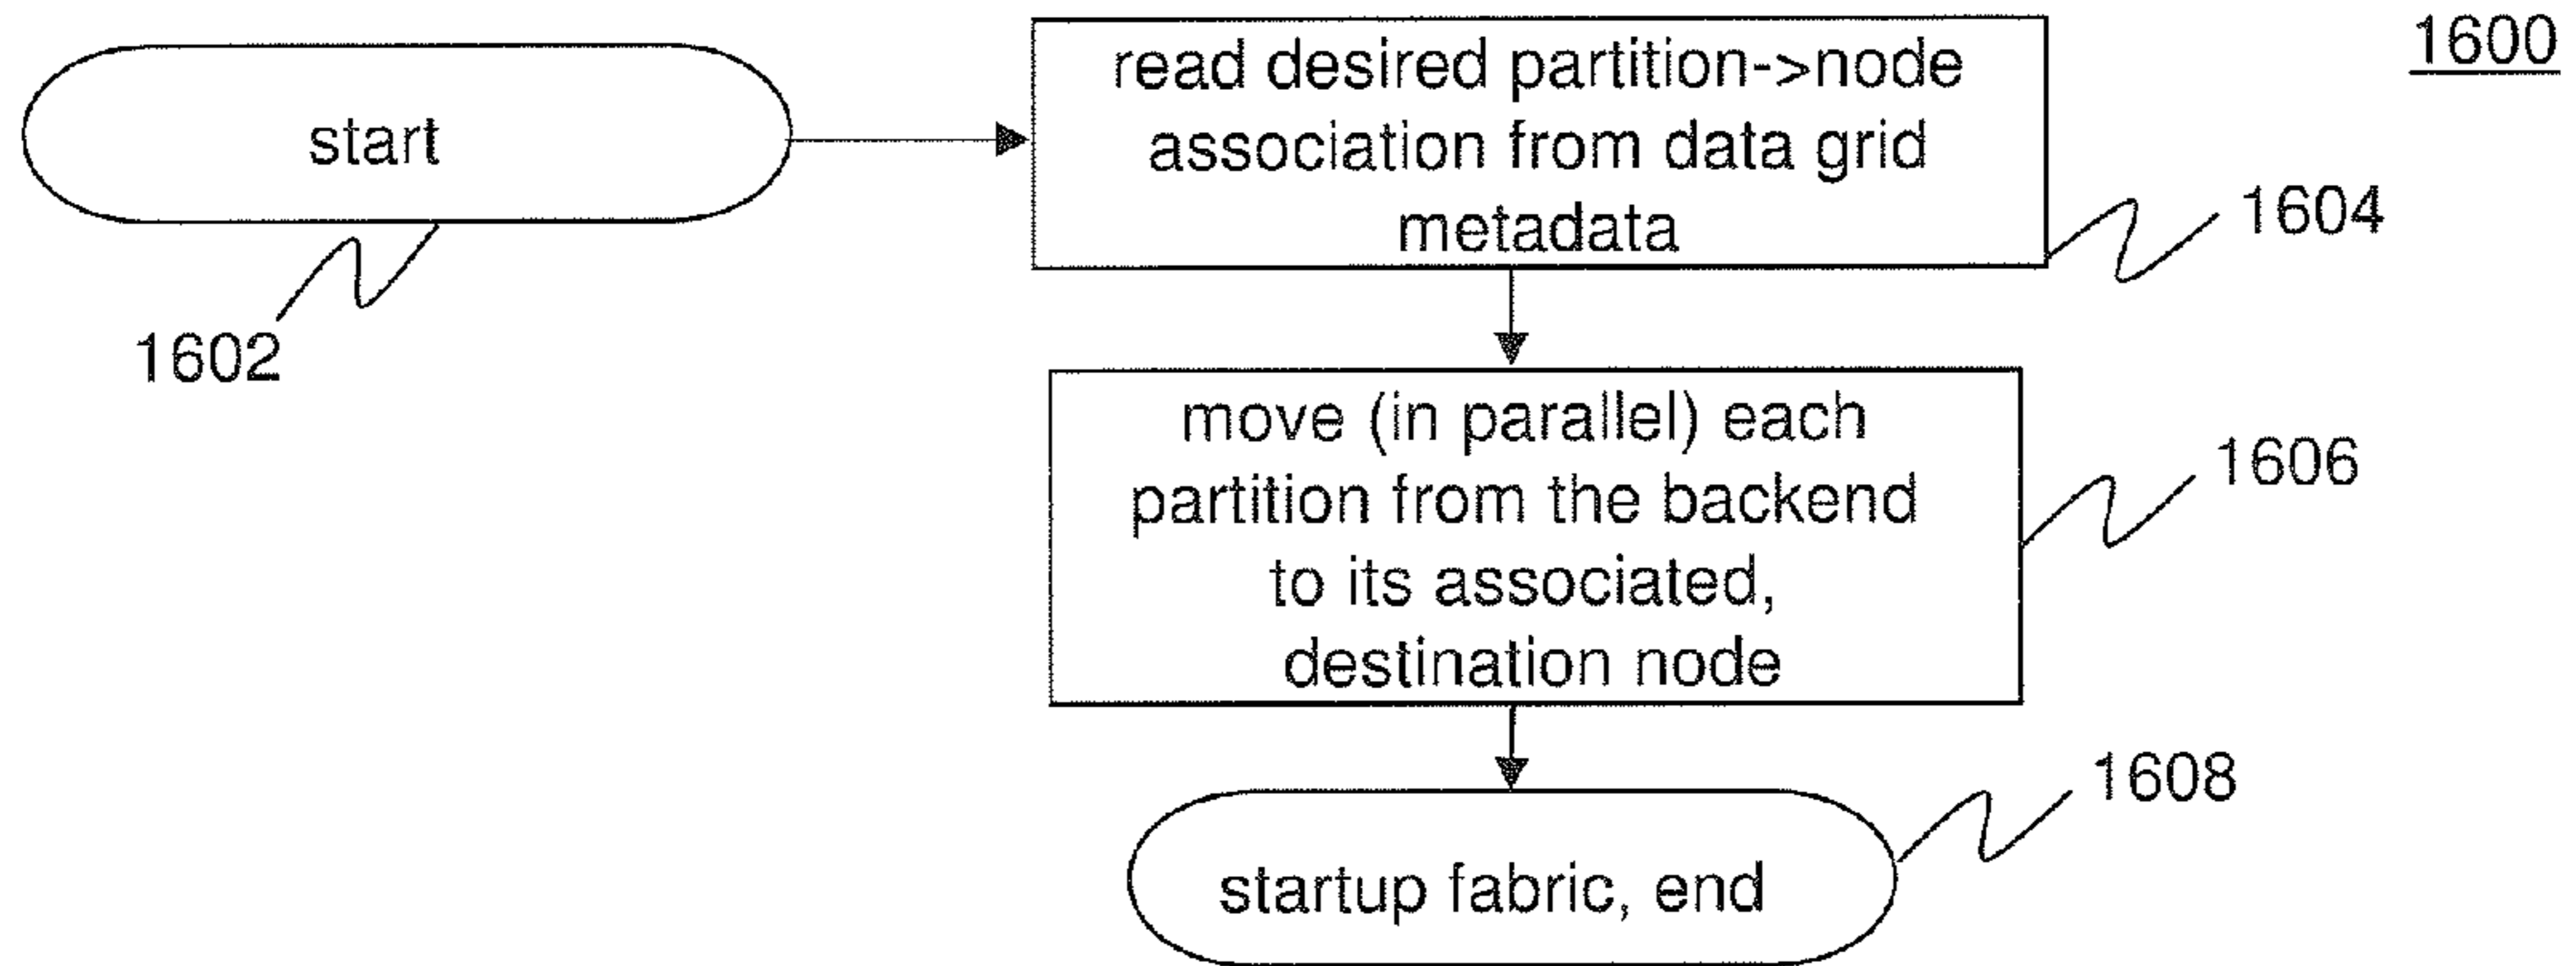 1600
start
1602
read desired partition->node
association from data grid
metadata
1604
move (in parallel) each
partition from the backend
to its associated,
destination node
1606
startup fabric, end
1608